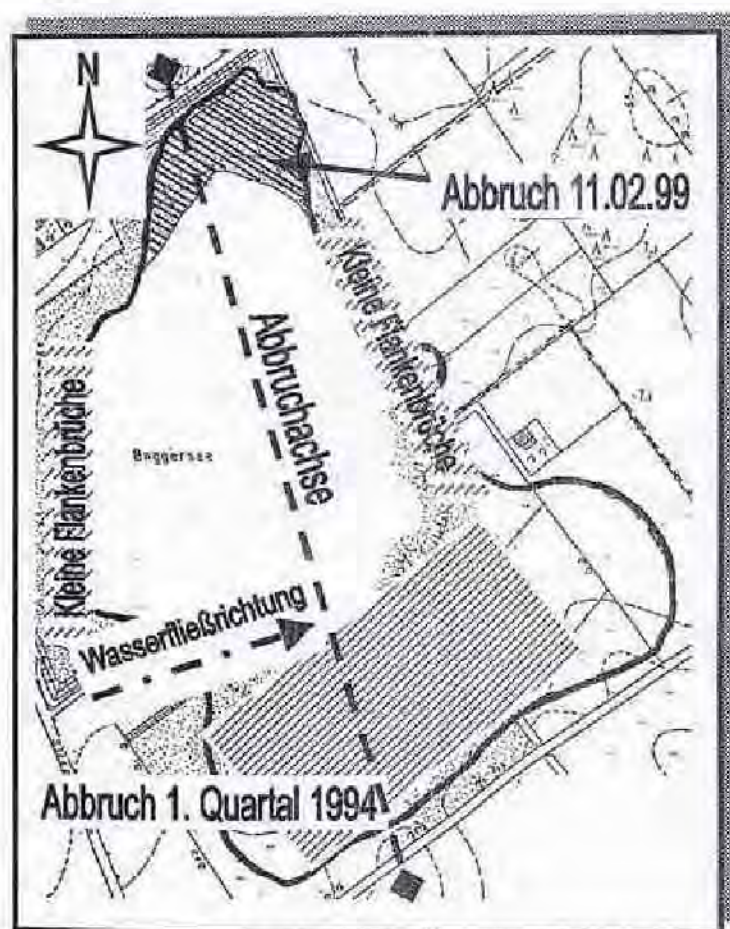 N
Abbruch 11.02.99
Kleine Flankenbrüche
Abbruchachse
Kleine Flankenbrüche
Baggersee
Wasserfließrichtung
Abbruch 1. Quartal 1994